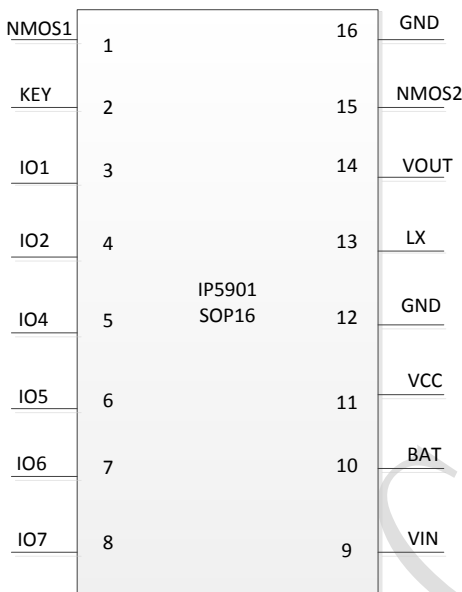 NMOS1 1 16 GND
KEY 2 15 NMOS2
IO1 3 14 VOUT
IO2 4 13 LX
IP5901
SOP16
IO4 5 12 GND
IO5 6 11 VCC
IO6 7 10 BAT
IO7 8 9 VIN